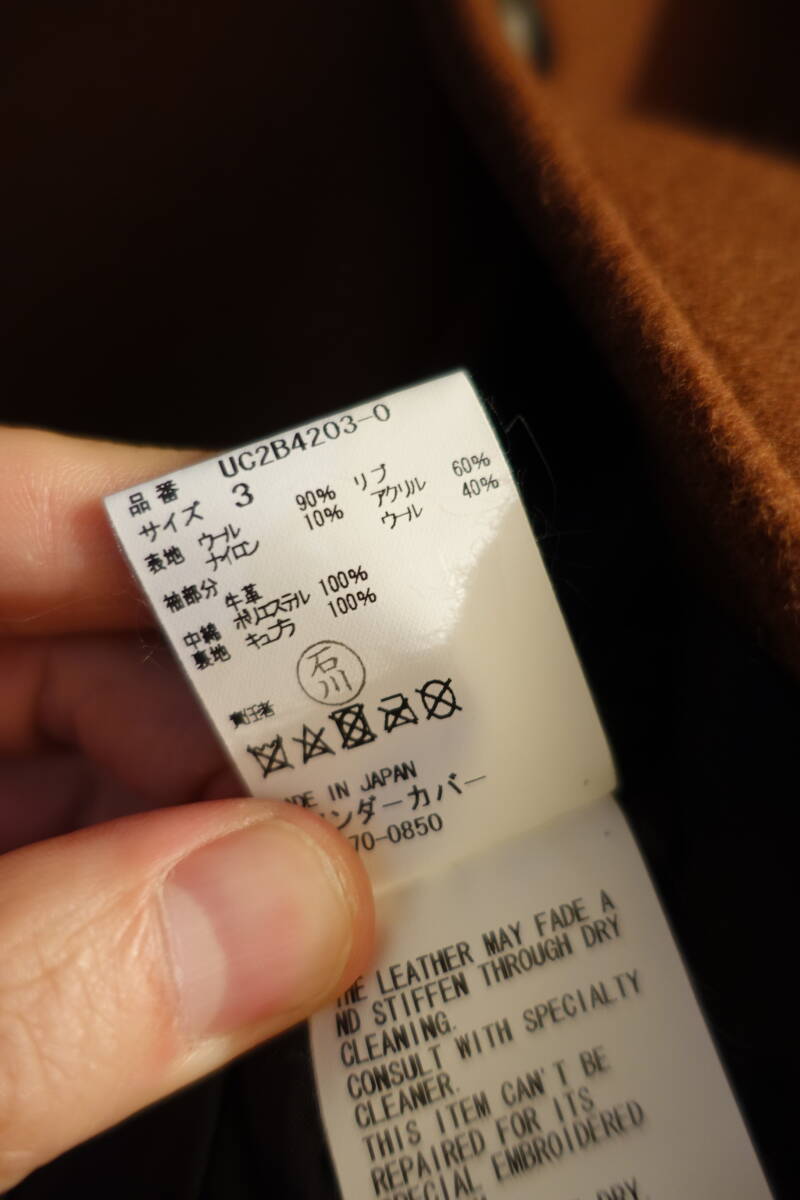 品番 UC2B4203-0
サイズ 3
表地 ウール 90% リブ
ナイロン 10% アクリル 60%
ウール 40%
袖部分
牛革
中綿 ポリエステル 100%
裏地 キュプラ 100%
石川
責任者
DE IN JAPAN
ンダーカバー
70-0850
THE LEATHER MAY FADE A
ND STIFFEN THROUGH DRY
CLEANING.
CONSULT WITH SPECIALTY
CLEANER.
THIS ITEM CAN'T BE
REPAIRED FOR ITS
SPECIAL EMBROIDERED
DRY